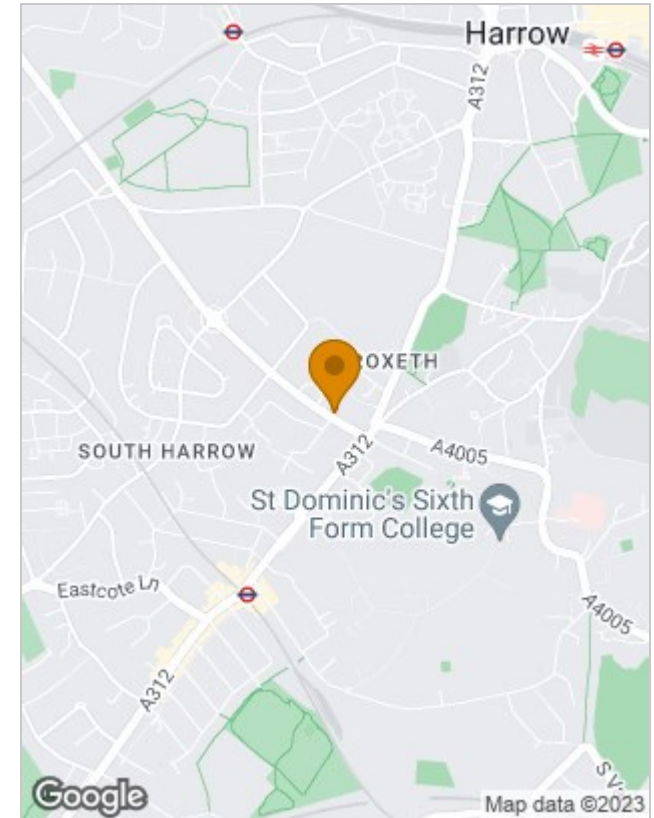 Harrow
A312
ROXETH
SOUTH HARROW
A312
A4005
St Dominic's Sixth
Form College
Eastcote Ln
A4005
A312
S V
Google
Map data ©2023